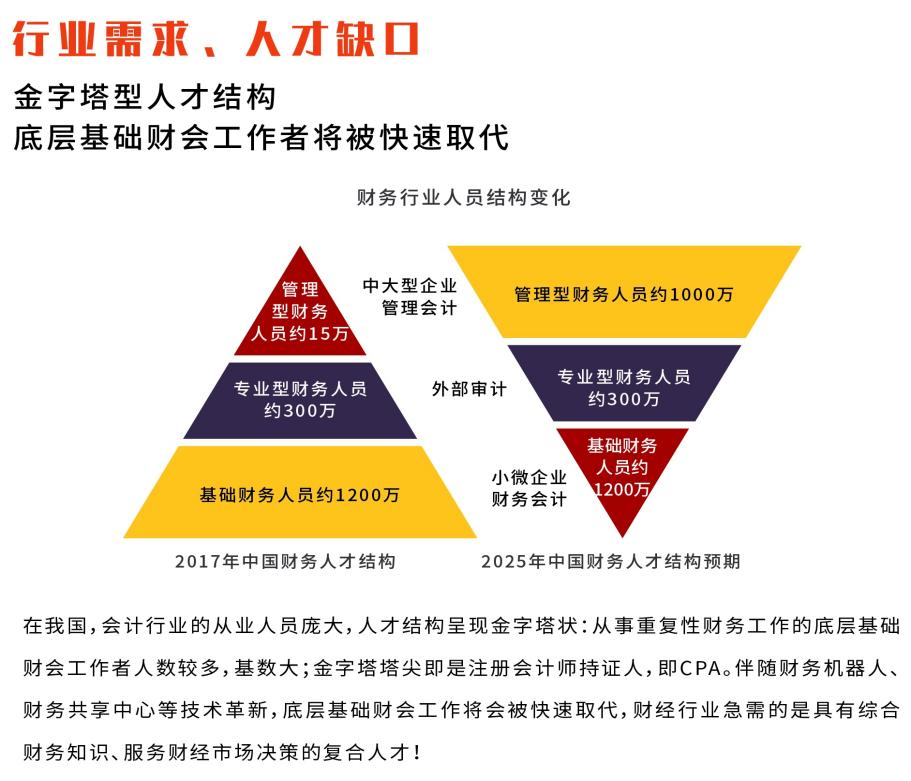 行业需求、人才缺口
金字塔型人才结构
底层基础财会工作者将被快速取代
财务行业人员结构变化
管理
型财务
人员约15万
专业型财务人员
约300万
基础财务人员约1200万
2017年中国财务人才结构
中大型企业
管理会计
外部审计
小微企业
财务会计
管理型财务人员约1000万
专业型财务人员
约300万
基础财务
人员约
1200万
2025年中国财务人才结构预期
在我国,会计行业的从业人员庞大,人才结构呈现金字塔状:从事重复性财务工作的底层基础
财会工作者人数较多,基数大;金字塔塔尖即是注册会计师持证人,即CPA。伴随财务机器人、
财务共享中心等技术革新,底层基础财会工作将会被快速取代,财经行业急需的是具有综合
财务知识、服务财经市场决策的复合人才!